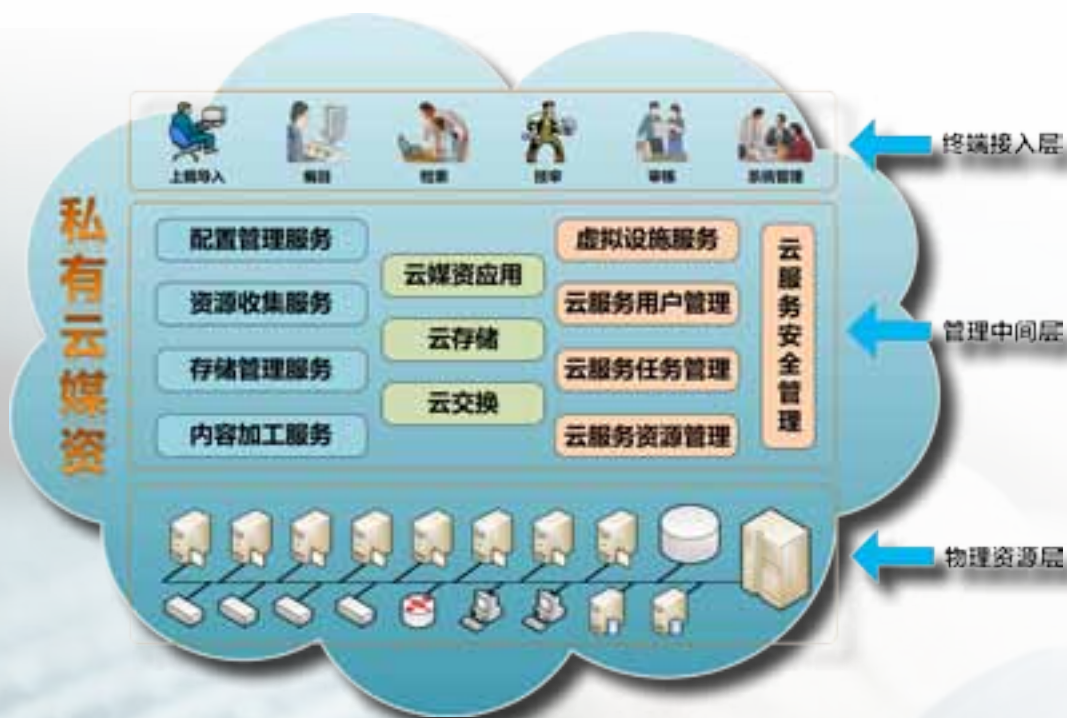 终端接入层
上载导入
编目
检索
技审
审核
系统管理
私有云媒资
配置管理服务
资源收集服务
存储管理服务
内容加工服务
云媒资应用
云存储
云交换
虚拟设施服务
云服务用户管理
云服务任务管理
云服务资源管理
云服务安全管理
管理中间层
物理资源层